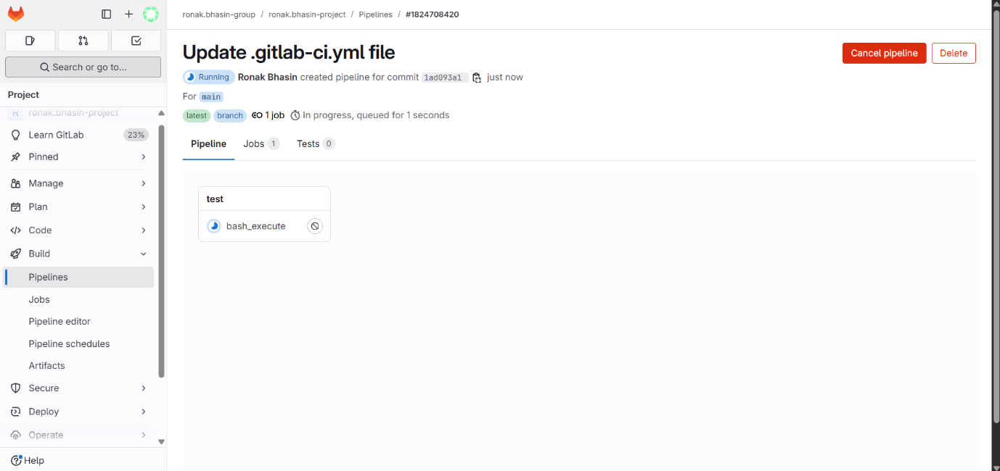 ronak.bhasin-group / ronak.bhasin-project / Pipelines / #1824708420
Search or go to...
Project
R ronak.bhasin-project
Learn GitLab 23%
Pinned
Manage
Plan
Code
Build
Pipelines
Jobs
Pipeline editor
Pipeline schedules
Artifacts
Secure
Deploy
Operate
Help
Update .gitlab-ci.yml file
Cancel pipeline Delete
Running Ronak Bhasin created pipeline for commit 1ad093a1 just now
For main
latest branch 1 job In progress, queued for 1 seconds
Pipeline Jobs 1 Tests 0
test
bash_execute